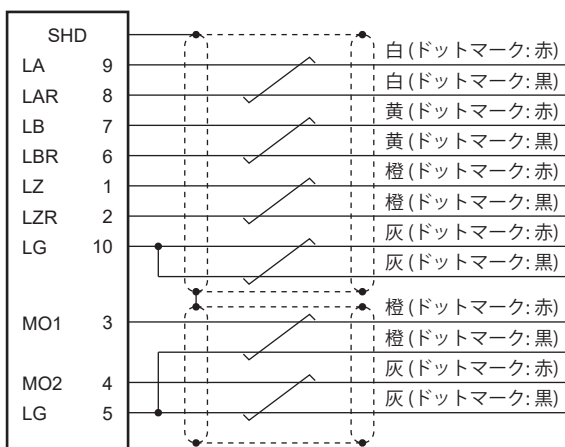 SHD
LA 9 白 (ドットマーク: 赤)
LAR 8 白 (ドットマーク: 黒)
LB 7 黄 (ドットマーク: 赤)
LBR 6 黄 (ドットマーク: 黒)
LZ 1 橙 (ドットマーク: 赤)
LZR 2 橙 (ドットマーク: 黒)
LG 10 灰 (ドットマーク: 赤)
灰 (ドットマーク: 黒)
MO1 3 橙 (ドットマーク: 赤)
橙 (ドットマーク: 黒)
MO2 4 灰 (ドットマーク: 赤)
LG 5 灰 (ドットマーク: 黒)